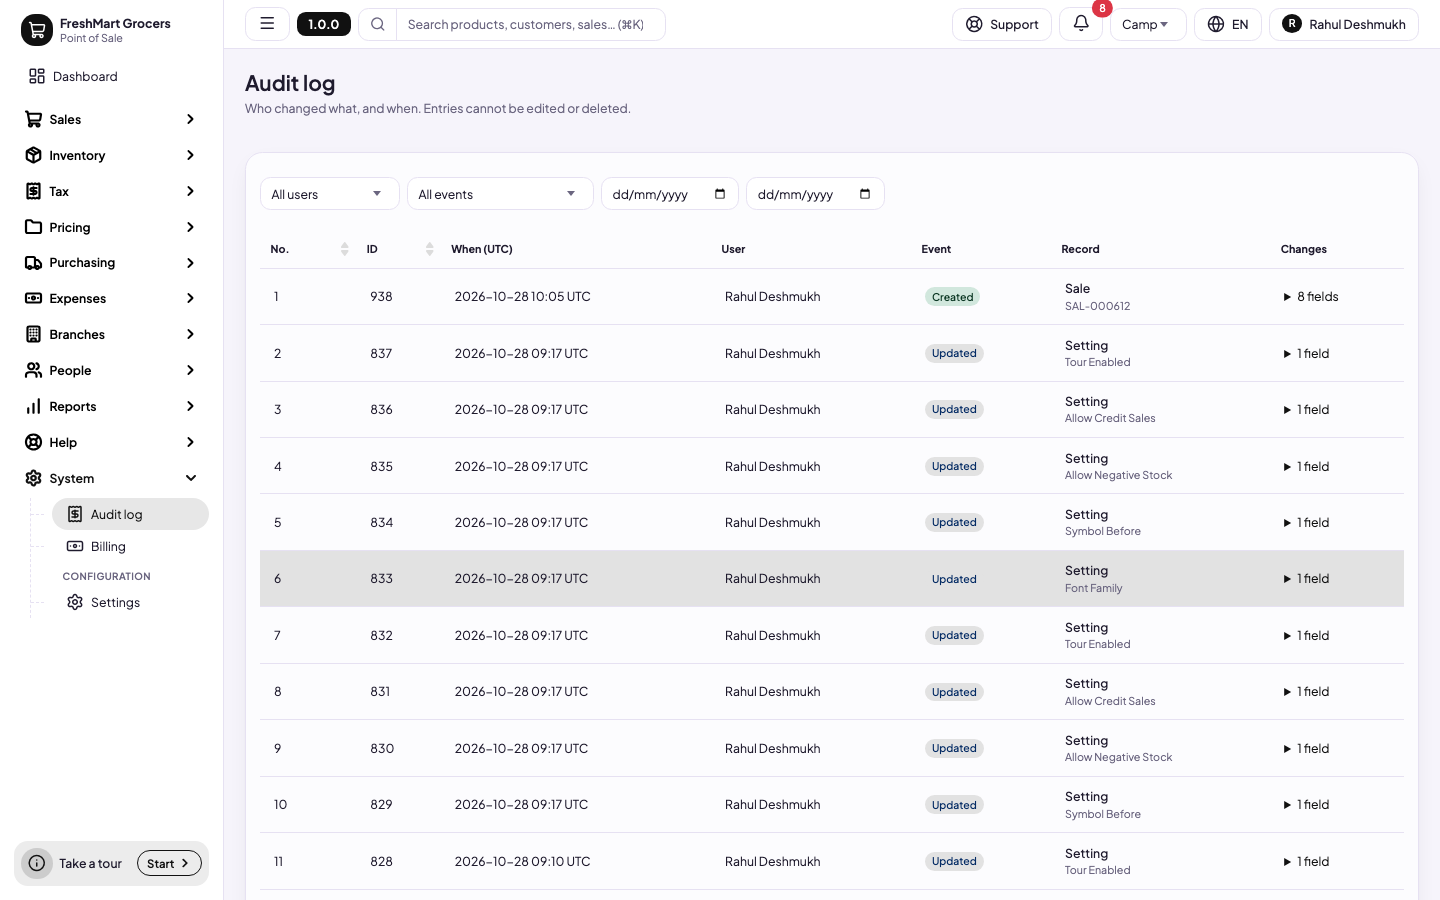 FreshMart Grocers
Point of Sale
1.0.0
Search products, customers, sales... (⌘K)
Support
8
Camp
EN
R
Rahul Deshmukh
Dashboard
Sales
Inventory
Tax
Pricing
Purchasing
Expenses
Branches
People
Reports
Help
System
Audit log
Billing
CONFIGURATION
Settings
Take a tour
Start
Audit log
Who changed what, and when. Entries cannot be edited or deleted.
All users
All events
dd/mm/yyyy
dd/mm/yyyy
No. ID When (UTC) User Event Record Changes
1 938 2026-10-28 10:05 UTC Rahul Deshmukh Created Sale 8 fields
SAL-000612
2 837 2026-10-28 09:17 UTC Rahul Deshmukh Updated Setting 1 field
Tour Enabled
3 836 2026-10-28 09:17 UTC Rahul Deshmukh Updated Setting 1 field
Allow Credit Sales
4 835 2026-10-28 09:17 UTC Rahul Deshmukh Updated Setting 1 field
Allow Negative Stock
5 834 2026-10-28 09:17 UTC Rahul Deshmukh Updated Setting 1 field
Symbol Before
6 833 2026-10-28 09:17 UTC Rahul Deshmukh Updated Setting 1 field
Font Family
7 832 2026-10-28 09:17 UTC Rahul Deshmukh Updated Setting 1 field
Tour Enabled
8 831 2026-10-28 09:17 UTC Rahul Deshmukh Updated Setting 1 field
Allow Credit Sales
9 830 2026-10-28 09:17 UTC Rahul Deshmukh Updated Setting 1 field
Allow Negative Stock
10 829 2026-10-28 09:17 UTC Rahul Deshmukh Updated Setting 1 field
Symbol Before
11 828 2026-10-28 09:10 UTC Rahul Deshmukh Updated Setting 1 field
Tour Enabled